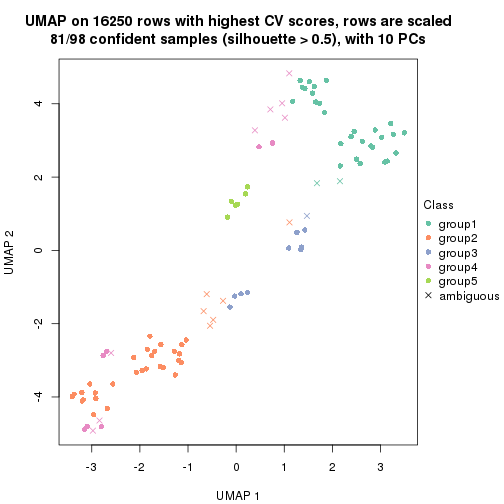 UMAP on 16250 rows with highest CV scores, rows are scaled
81/98 confident samples (silhouette > 0.5), with 10 PCs
4
2
0
-2
-4
UMAP 2
-3
-2
-1
0
1
2
3
UMAP 1
Class
group1
group2
group3
group4
group5
ambiguous